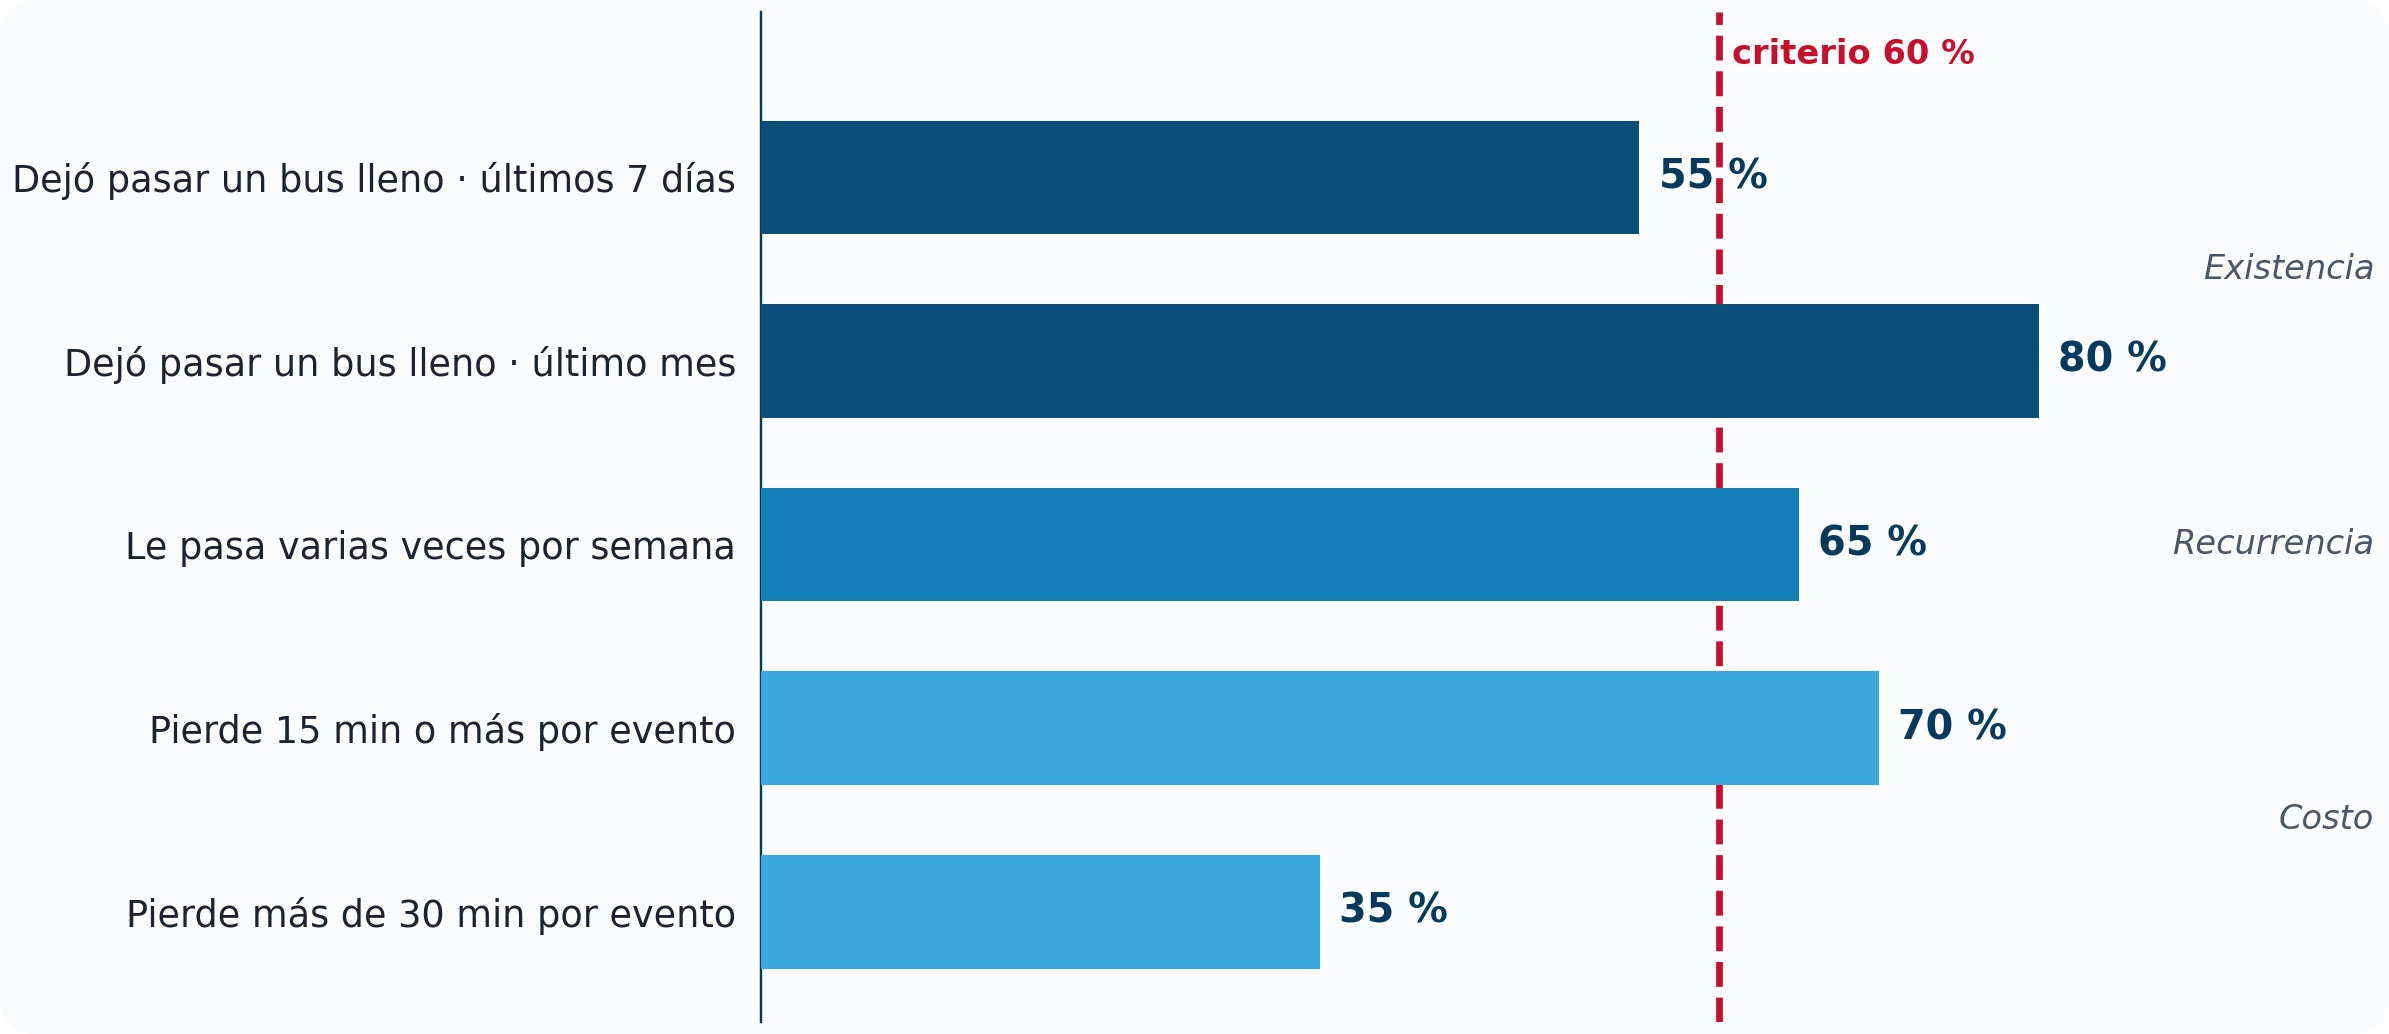 criterio 60 %
Dejó pasar un bus lleno · últimos 7 días
55 %
Existencia
Dejó pasar un bus lleno · último mes
80 %
Le pasa varias veces por semana
65 %
Recurrencia
Pierde 15 min o más por evento
70 %
Costo
Pierde más de 30 min por evento
35 %